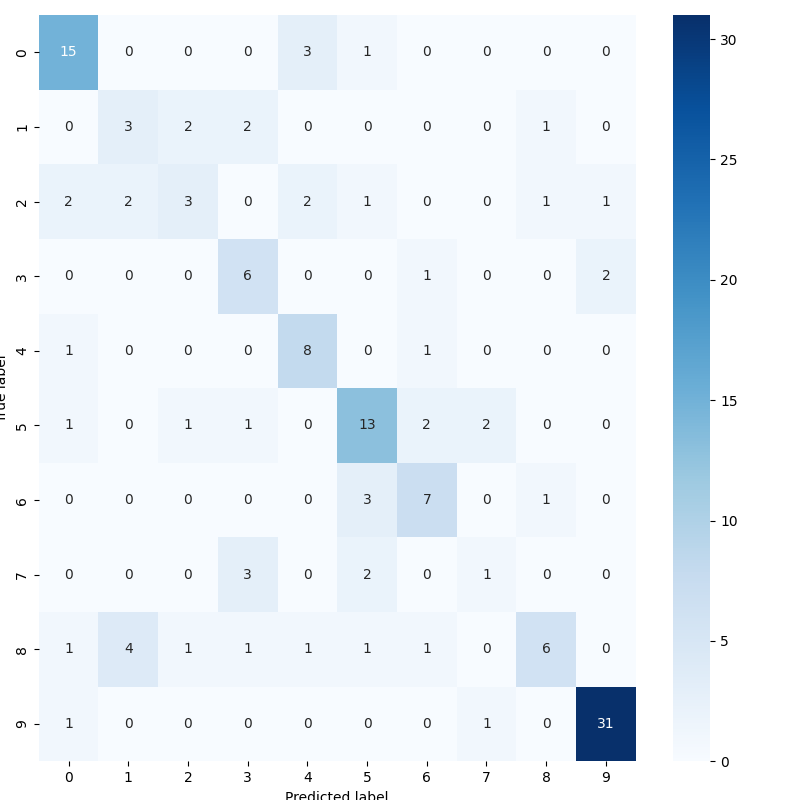 0 15 0 0 0 3 1 0 0 0 0
1 0 3 2 2 0 0 0 0 1 0
2 2 2 3 0 2 1 0 0 1 1
3 0 0 0 6 0 0 1 0 0 2
4 1 0 0 0 8 0 1 0 0 0
5 1 0 1 1 0 13 2 2 0 0
6 0 0 0 0 0 3 7 0 1 0
7 0 0 0 3 0 2 0 1 0 0
8 1 4 1 1 1 1 1 0 6 0
9 1 0 0 0 0 0 0 1 0 31
0 1 2 3 4 5 6 7 8 9
Predicted label
True label
30
25
20
15
10
5
0